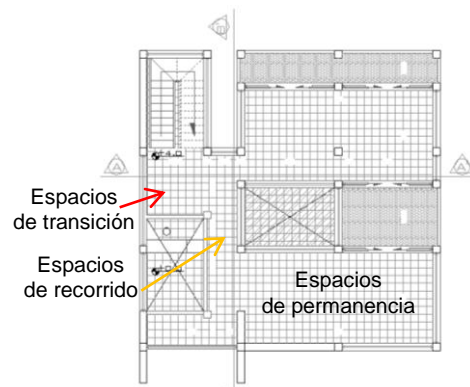 Espacios
de transición
Espacios
de recorrido
Espacios
de permanencia
A
A